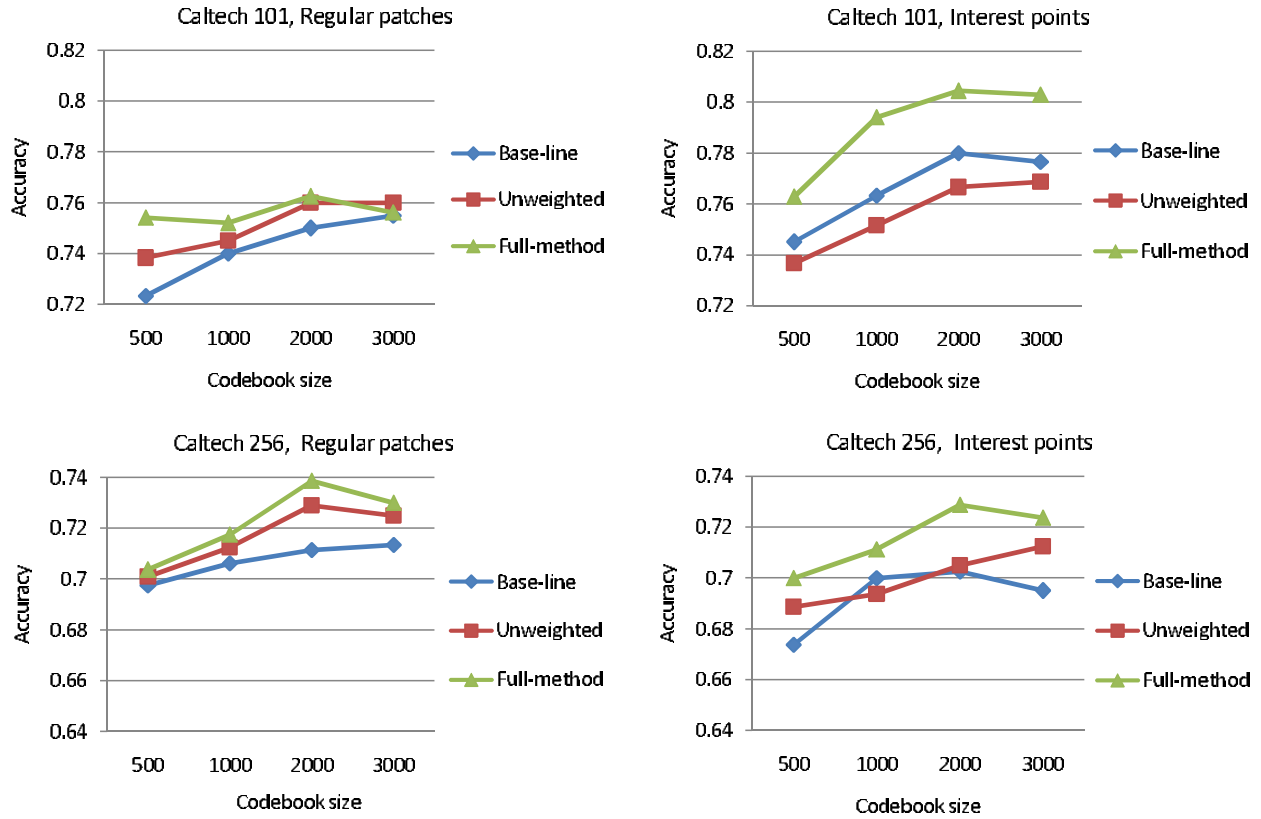 Caltech 101, Regular patches
0.82
0.8
0.78
0.76
0.74
0.72
Accuracy
500 1000 2000 3000
Codebook size
Base-line
Unweighted
Full-method
Caltech 101, Interest points
0.82
0.8
0.78
0.76
0.74
0.72
Accuracy
500 1000 2000 3000
Codebook size
Base-line
Unweighted
Full-method
Caltech 256, Regular patches
0.74
0.72
0.7
0.68
0.66
0.64
Accuracy
500 1000 2000 3000
Codebook size
Base-line
Unweighted
Full-method
Caltech 256, Interest points
0.74
0.72
0.7
0.68
0.66
0.64
Accuracy
500 1000 2000 3000
Codebook size
Base-line
Unweighted
Full-method